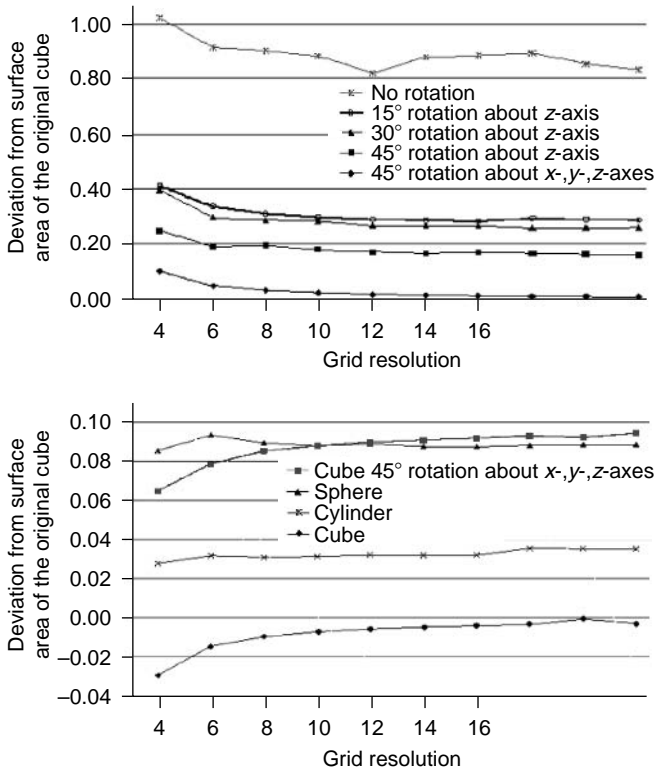 1.00
0.80
0.60
0.40
0.20
0.00
Deviation from surface
area of the original cube
No rotation
15° rotation about z-axis
30° rotation about z-axis
45° rotation about z-axis
45° rotation about x-,y-,z-axes
4 6 8 10 12 14 16
Grid resolution
0.10
0.08
0.06
0.04
0.02
0.00
–0.02
–0.04
Deviation from surface
area of the original cube
Cube 45° rotation about x-,y-,z-axes
Sphere
Cylinder
Cube
4 6 8 10 12 14 16
Grid resolution